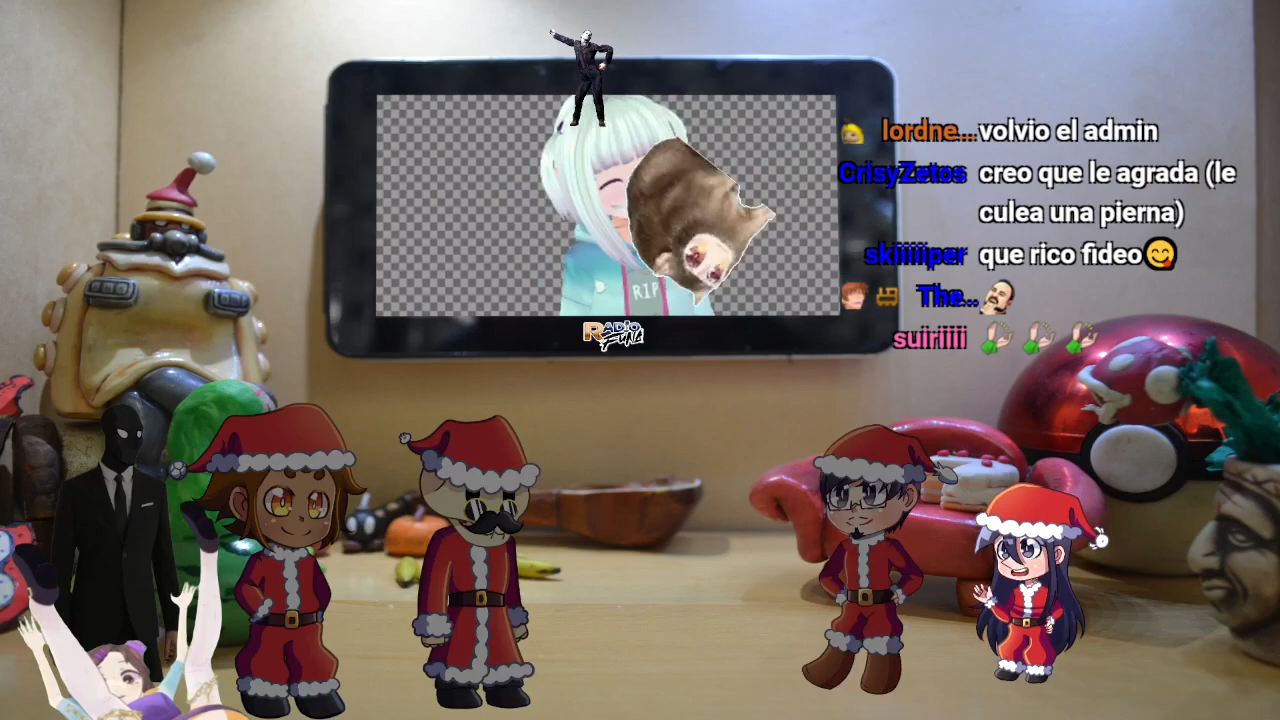 RIP
RADIO
FUNA
lordne... volvio el admin
CrisyZetos creo que le agrada (le
culea una pierna)
skiiiiiper que rico fideo😋
The...
suiriiii